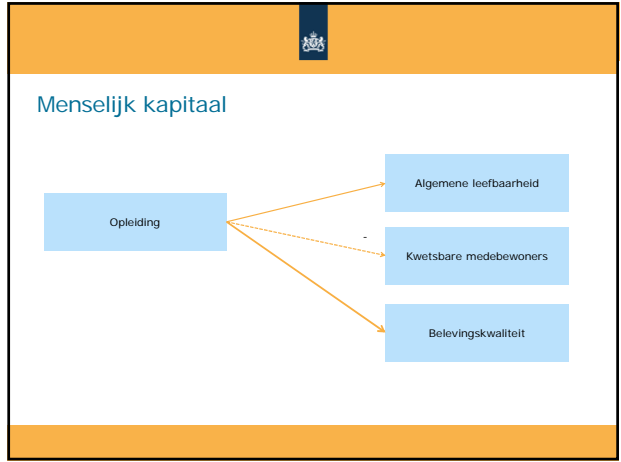 Menselijk kapitaal
Algemene leefbaarheid
Opleiding
-
Kwetsbare medebewoners
Belevingskwaliteit